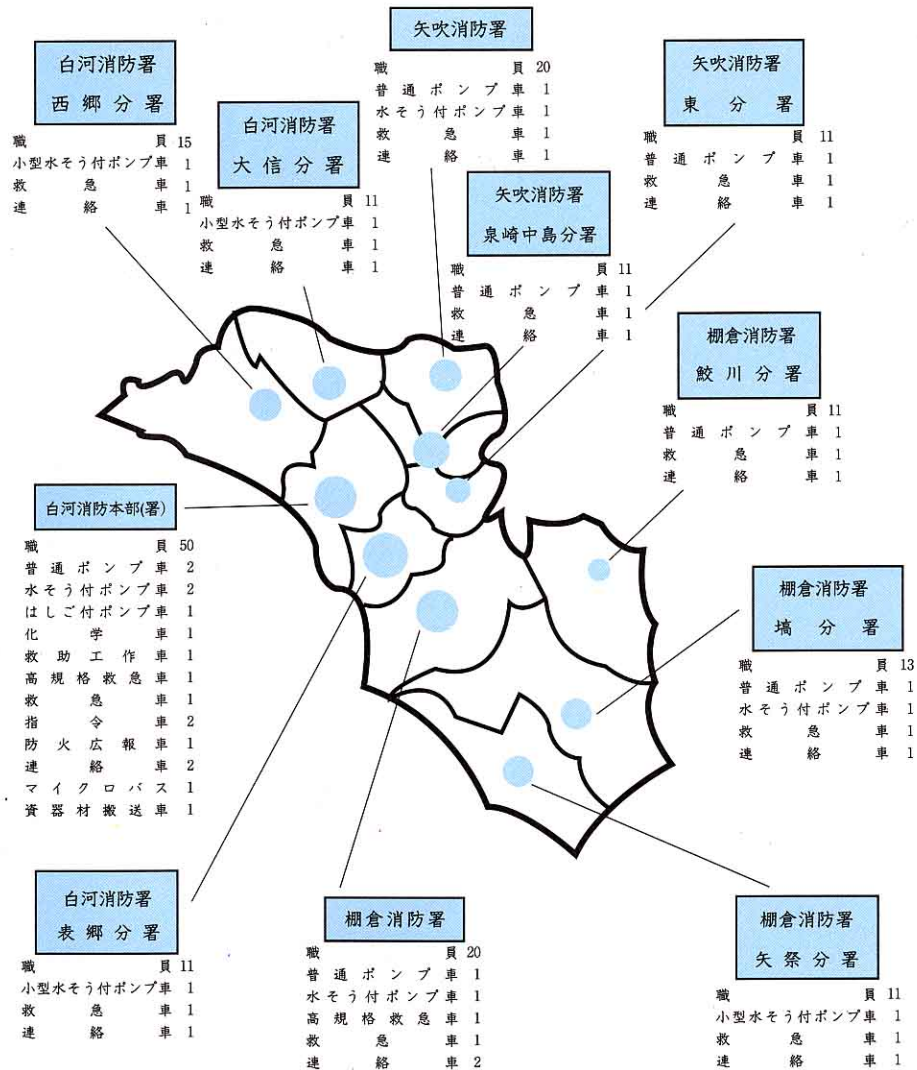 矢吹消防署
職員 20
普通ポンプ車 1
水そう付ポンプ車 1
救急車 1
連絡車 1
白河消防署
西郷分署
職員 15
小型水そう付ポンプ車 1
救急車 1
連絡車 1
白河消防署
大信分署
職員 11
小型水そう付ポンプ車 1
救急車 1
連絡車 1
矢吹消防署
泉崎中島分署
職員 11
普通ポンプ車 1
救急車 1
連絡車 1
矢吹消防署
東分署
職員 11
普通ポンプ車 1
救急車 1
連絡車 1
棚倉消防署
鮫川分署
職員 11
普通ポンプ車 1
救急車 1
連絡車 1
白河消防本部(署)
職員 50
普通ポンプ車 2
水そう付ポンプ車 2
はしご付ポンプ車 1
化学車 1
救助工作車 1
高規格救急車 1
救急車 1
指令車 2
防火広報車 1
連絡車 2
マイクロバス 1
資器材搬送車 1
棚倉消防署
塙分署
職員 13
普通ポンプ車 1
水そう付ポンプ車 1
救急車 1
連絡車 1
白河消防署
表郷分署
職員 11
小型水そう付ポンプ車 1
救急車 1
連絡車 1
棚倉消防署
職員 20
普通ポンプ車 1
水そう付ポンプ車 1
高規格救急車 1
救急車 1
連絡車 2
棚倉消防署
矢祭分署
職員 11
小型水そう付ポンプ車 1
救急車 1
連絡車 1